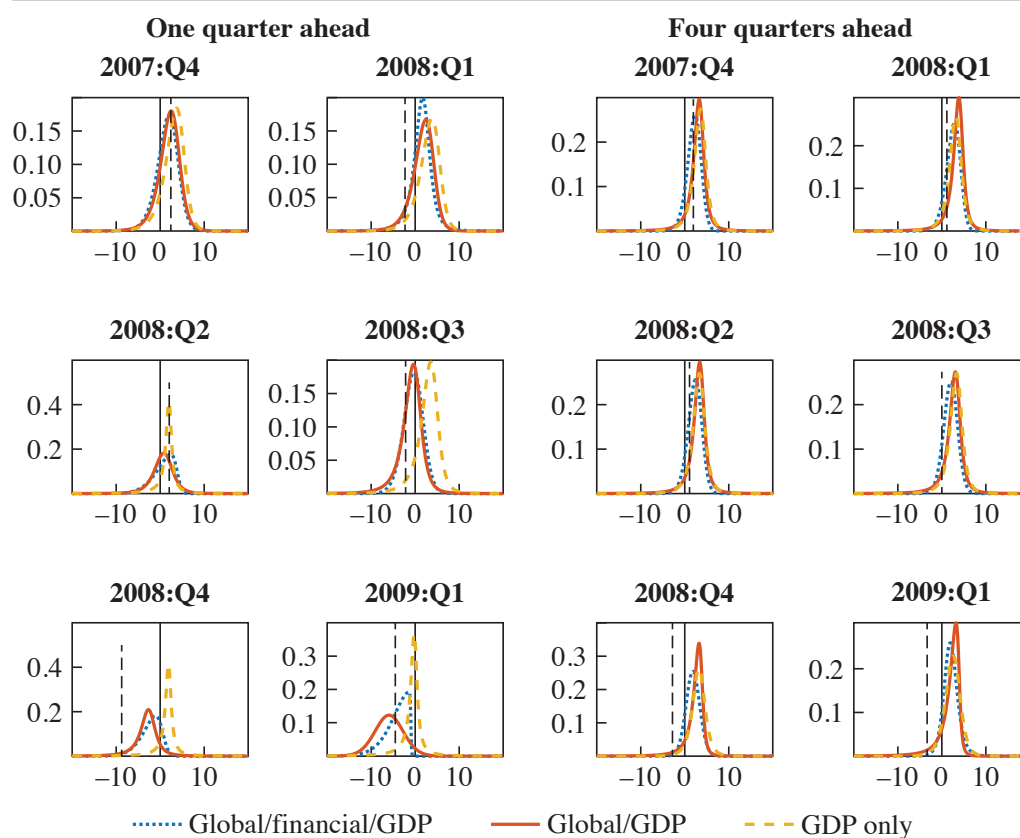 One quarter ahead Four quarters ahead
2007:Q4 2008:Q1 2007:Q4 2008:Q1
0.15 0.15 0.2 0.2
0.10 0.10 0.1 0.1
0.05 0.05
–10 0 10 –10 0 10 –10 0 10 –10 0 10
2008:Q2 2008:Q3 2008:Q2 2008:Q3
0.4 0.15 0.2 0.2
0.2 0.10 0.1 0.1
0.05
–10 0 10 –10 0 10 –10 0 10 –10 0 10
2008:Q4 2009:Q1 2008:Q4 2009:Q1
0.4 0.3 0.3 0.2
0.2 0.2 0.2 0.1
0.1 0.1
–10 0 10 –10 0 10 –10 0 10 –10 0 10
Global/financial/GDP Global/GDP GDP only